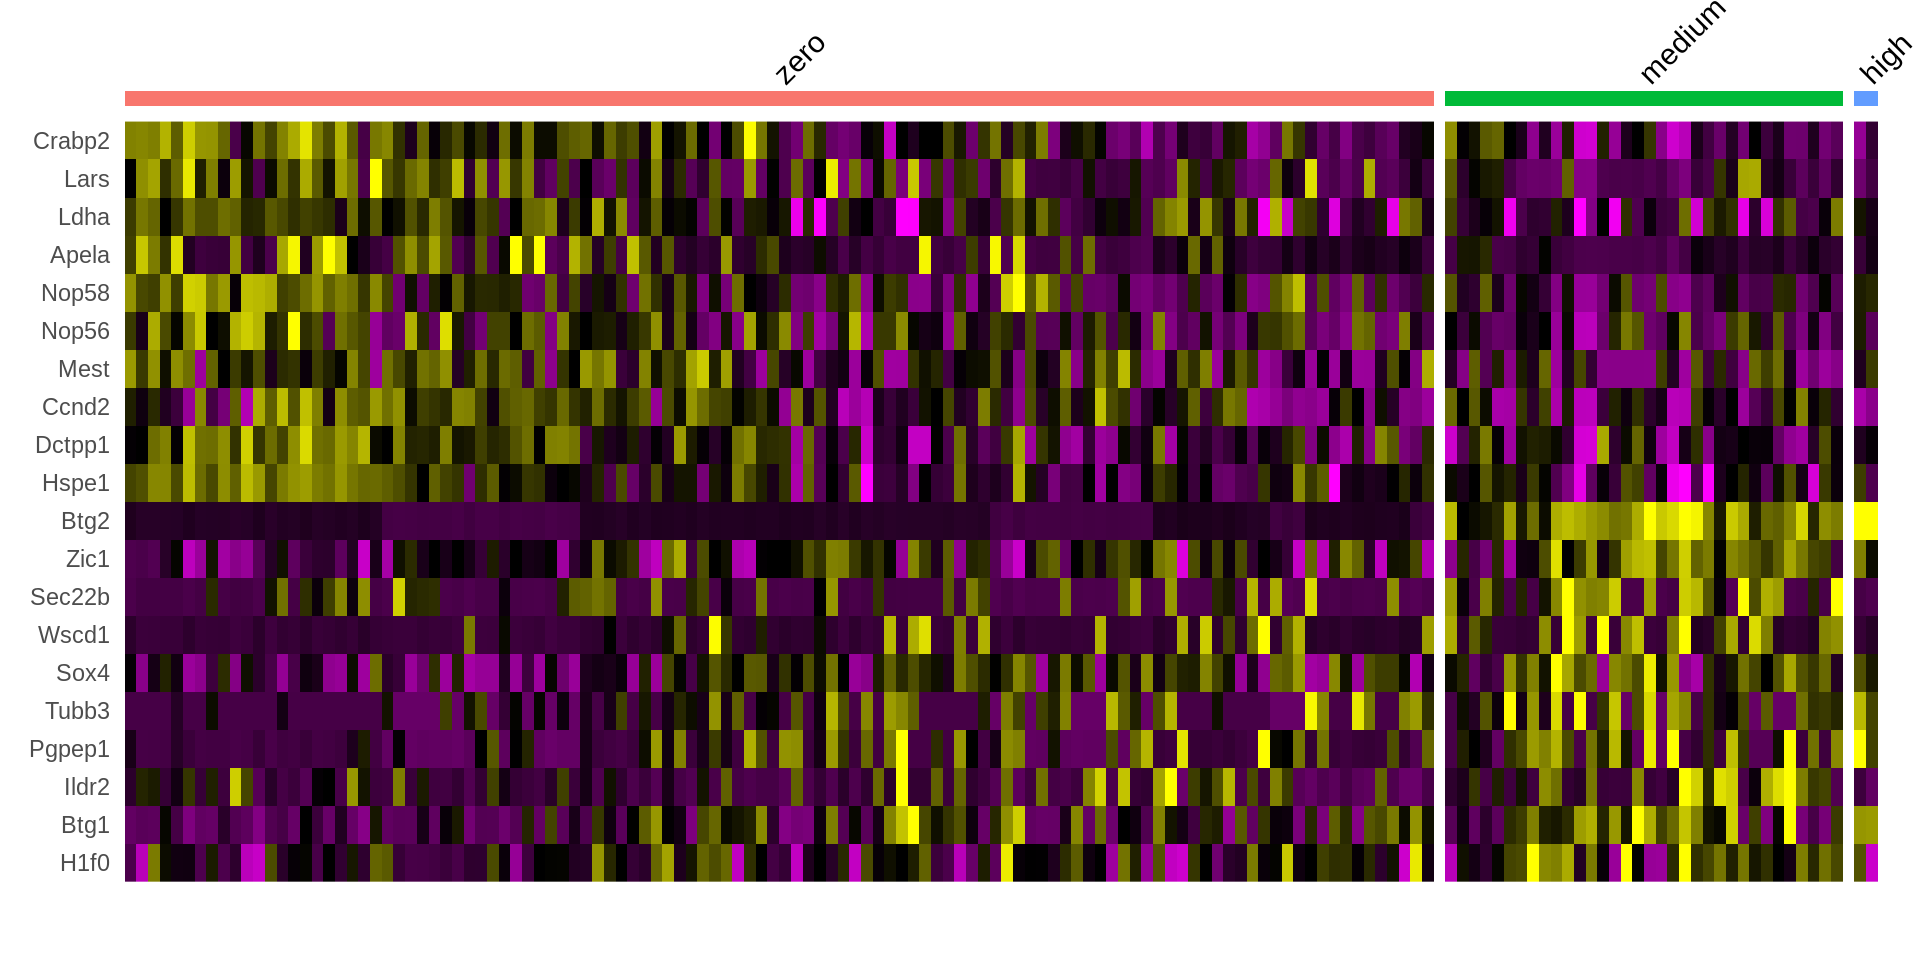 zero
medium
high
Crabp2
Lars
Ldha
Apela
Nop58
Nop56
Mest
Ccnd2
Dctpp1
Hspe1
Btg2
Zic1
Sec22b
Wscd1
Sox4
Tubb3
Pgpep1
Ildr2
Btg1
H1f0